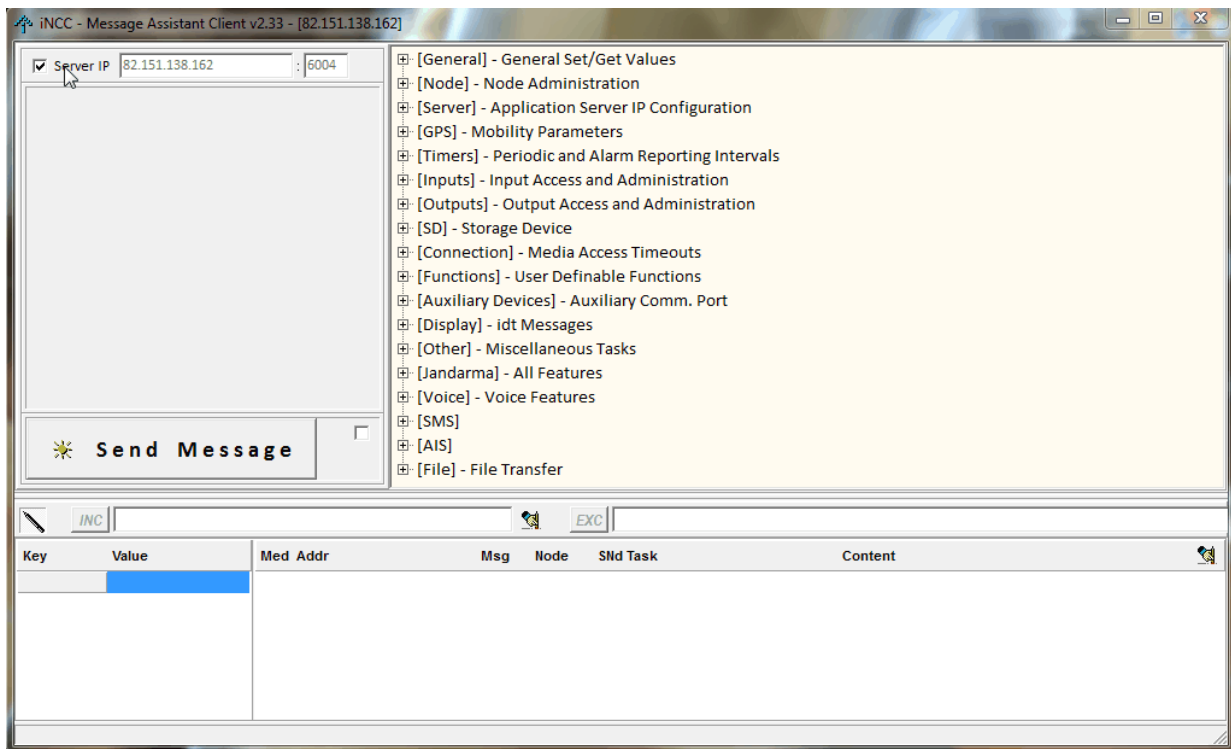 iNCC - Message Assistant Client v2.33 - [82.151.138.162]
Server IP 82.151.138.162 : 6004
[General] - General Set/Get Values
[Node] - Node Administration
[Server] - Application Server IP Configuration
[GPS] - Mobility Parameters
[Timers] - Periodic and Alarm Reporting Intervals
[Inputs] - Input Access and Administration
[Outputs] - Output Access and Administration
[SD] - Storage Device
[Connection] - Media Access Timeouts
[Functions] - User Definable Functions
[Auxiliary Devices] - Auxiliary Comm. Port
[Display] - idt Messages
[Other] - Miscellaneous Tasks
[Jandarma] - All Features
[Voice] - Voice Features
[SMS]
[AIS]
[File] - File Transfer
Send Message
INC EXC
Key Value Med Addr Msg Node SNd Task Content